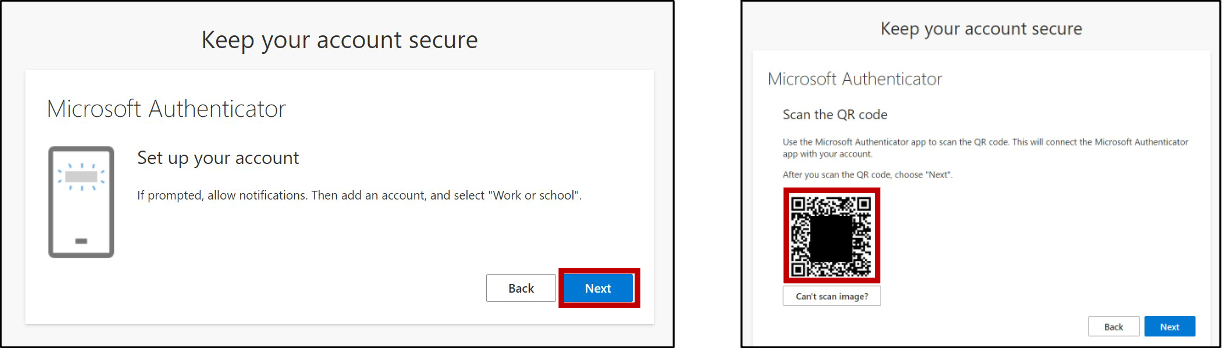 Keep your account secure
Microsoft Authenticator
Set up your account
If prompted, allow notifications. Then add an account, and select "Work or school".
Back
Next
Keep your account secure
Microsoft Authenticator
Scan the QR code
Use the Microsoft Authenticator app to scan the QR code. This will connect the Microsoft Authenticator
app with your account.
After you scan the QR code, choose "Next".
Can't scan image?
Back
Next